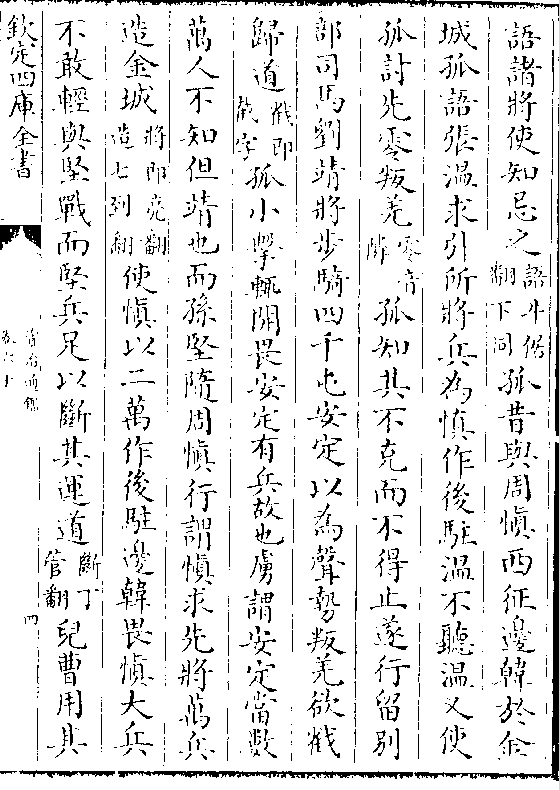 語諸將使知忌之語牛倨翻下同孤昔與周慎西征邊韓於金
城孤語張溫求引所將兵為慎作後駐溫不聽溫又使
孤討先零叛羌零音隣孤知其不克而不得止遂行留別
部司馬劉靖將步騎四千屯安定以為聲勢叛羌欲截
歸道截即截字孤小擊輒開畏安定有兵故也虜謂安定當數
萬人不知但靖也而孫堅隨周慎行謂慎求先將萬兵
造金城將即亮翻造七到翻使慎以二萬作後駐邊韓畏慎大兵
不敢輕與堅戰而堅兵足以斷其運道斷丁管翻兒曹用其
欽定四庫全書
資治通鑑
卷六十
四